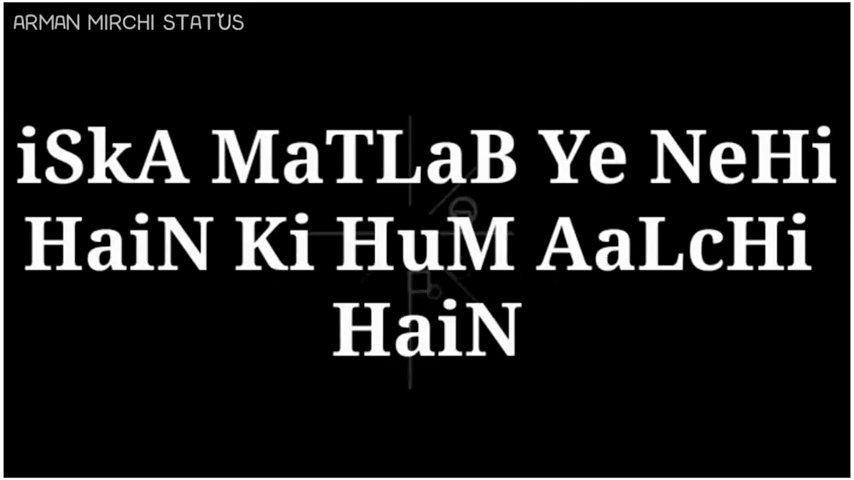 ARMAN MIRCHI STATUS
iSkA MaTLaB Ye NeHi
HaiN Ki HuM AaLcHi
HaiN